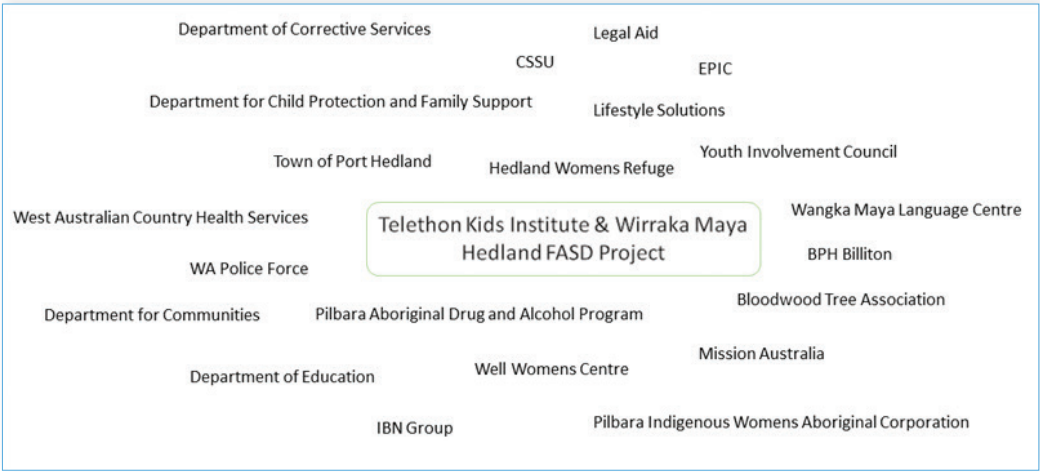 Department of Corrective Services
Legal Aid
CSSU
EPIC
Department for Child Protection and Family Support
Lifestyle Solutions
Town of Port Hedland
Hedland Womens Refuge
Youth Involvement Council
West Australian Country Health Services
Telethon Kids Institute & Wirraka Maya
Hedland FASD Project
Wangka Maya Language Centre
BPH Billiton
WA Police Force
Bloodwood Tree Association
Department for Communities
Pilbara Aboriginal Drug and Alcohol Program
Mission Australia
Department of Education
Well Womens Centre
IBN Group
Pilbara Indigenous Womens Aboriginal Corporation